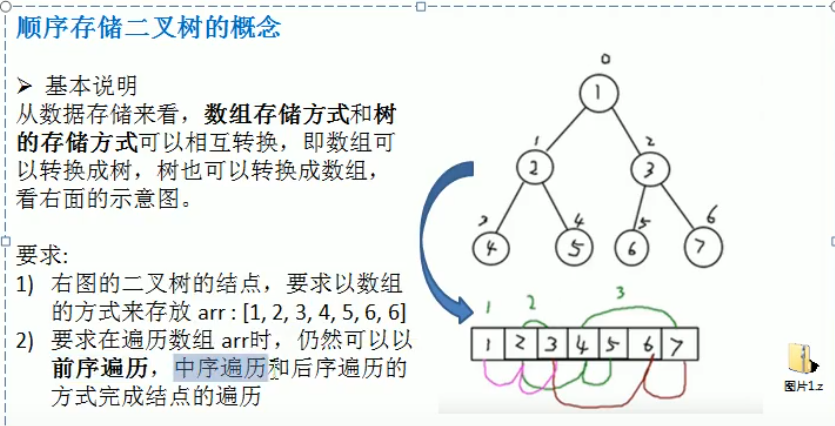 顺序存储二叉树的概念
➢ 基本说明
从数据存储来看，数组存储方式和树
的存储方式可以相互转换，即数组可
以转换成树，树也可以转换成数组，
看右面的示意图。
要求:
1) 右图的二叉树的结点，要求以数组
的方式来存放 arr : [1, 2, 3, 4, 5, 6, 6]
2) 要求在遍历数组 arr时，仍然可以以
前序遍历，中序遍历和后序遍历的
方式完成结点的遍历
0
1
1 2
2 3
3 4 5 6
4 5 6 7
1 2 3
1 2 3 4 5 6 7
图片1.z